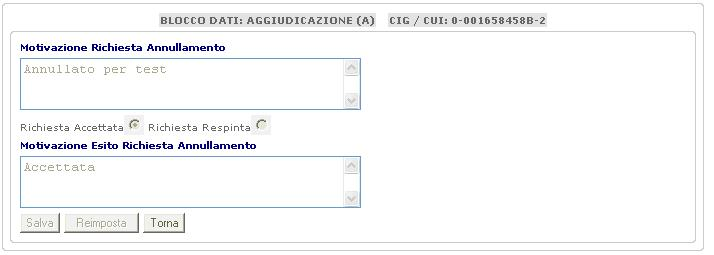 BLOCCO DATI: AGGIUDICAZIONE (A) CIG / CUI: 0-001658458B-2
Motivazione Richiesta Annullamento
Annullato per test
Richiesta Accettata Richiesta Respinta
Motivazione Esito Richiesta Annullamento
Accettata
Salva Reimposta Torna